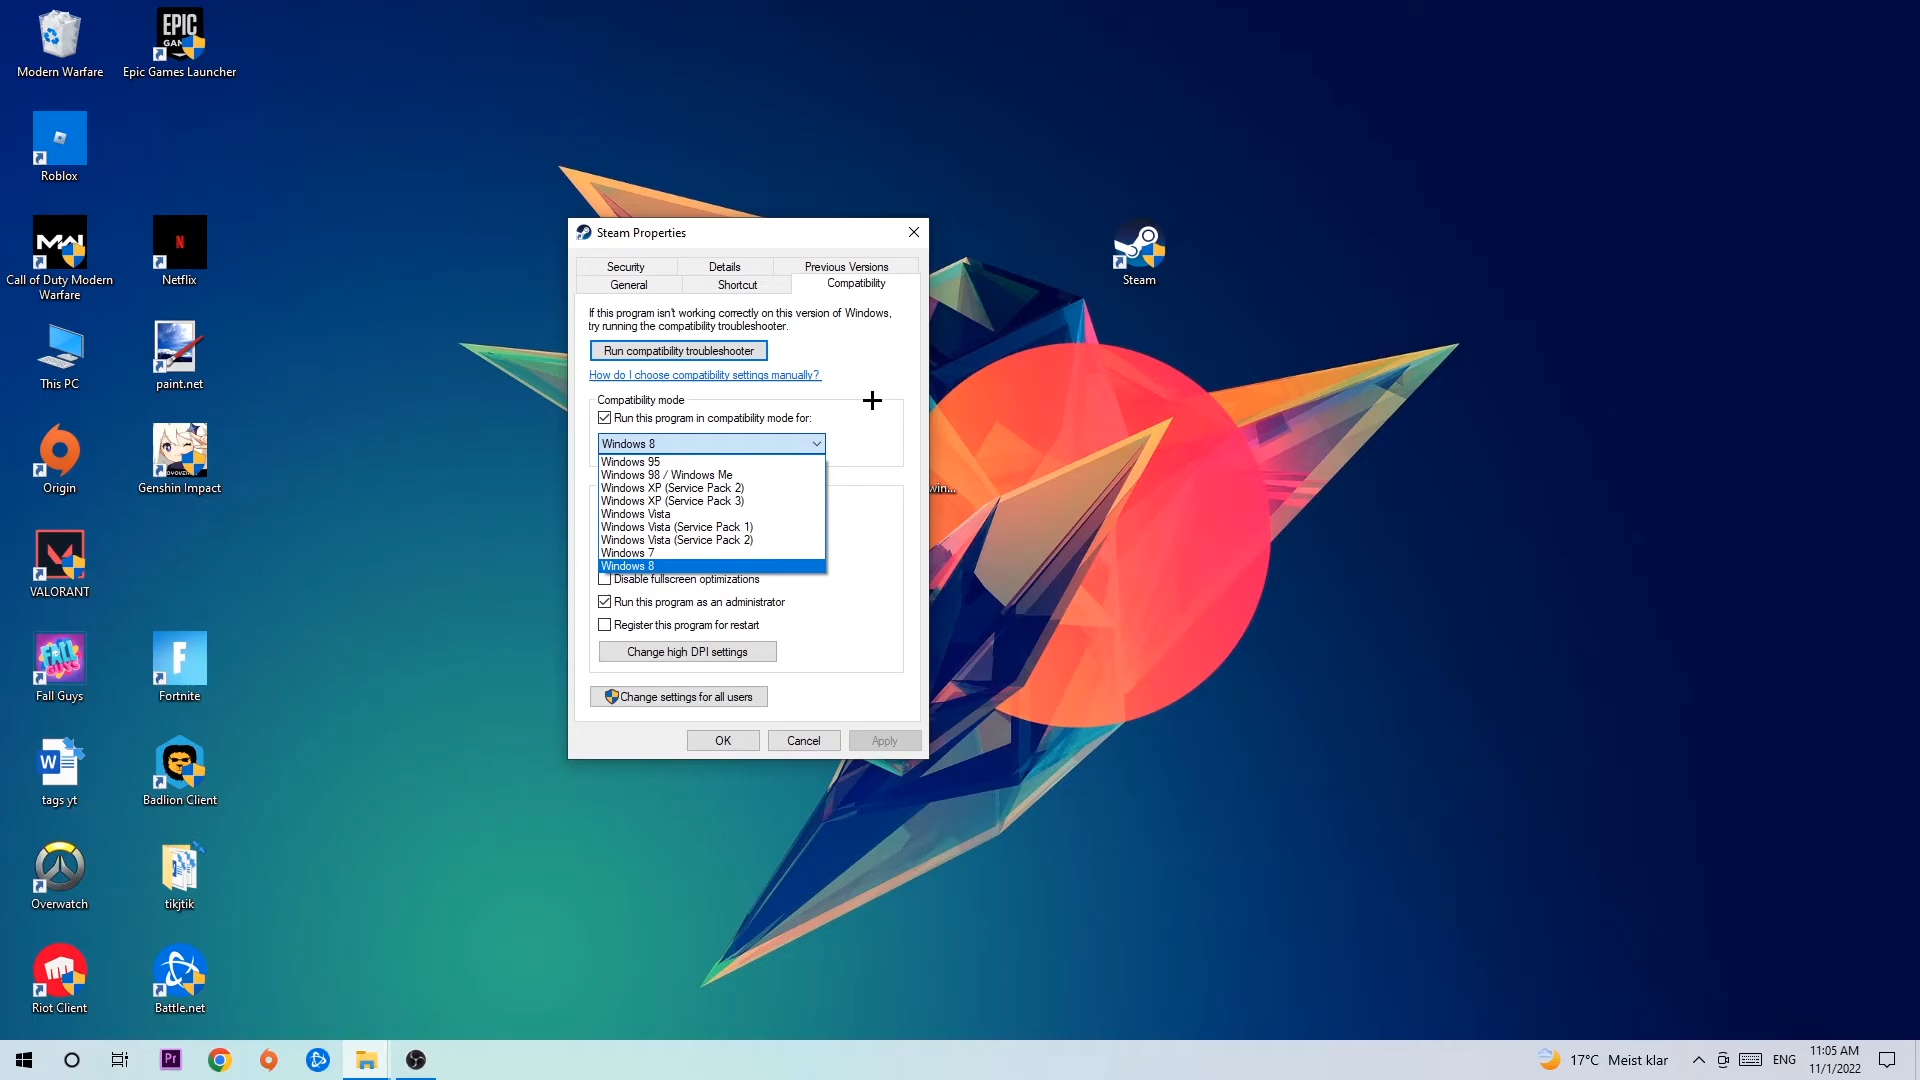 Modern Warfare
EPIC
GAMES
Epic Games Launcher
Roblox
MW
Call of Duty Modern
Warfare
N
Netflix
This PC
paint.net
Origin
Genshin Impact
VALORANT
FALL
GUYS
Fall Guys
F
Fortnite
W
tags yt
Badlion Client
Overwatch
tikjtik
Riot Client
Battle.net
Steam
win...
Steam Properties
Security
Details
Previous Versions
General
Shortcut
Compatibility
If this program isn't working correctly on this version of Windows,
try running the compatibility troubleshooter.
Run compatibility troubleshooter
How do I choose compatibility settings manually?
Compatibility mode
Run this program in compatibility mode for:
Windows 8
Windows 95
Windows 98 / Windows Me
Windows XP (Service Pack 2)
Windows XP (Service Pack 3)
Windows Vista
Windows Vista (Service Pack 1)
Windows Vista (Service Pack 2)
Windows 7
Windows 8
Disable fullscreen optimizations
Run this program as an administrator
Register this program for restart
Change high DPI settings
Change settings for all users
OK
Cancel
Apply
Pr
17°C Meist klar
ENG
11:05 AM
11/1/2022